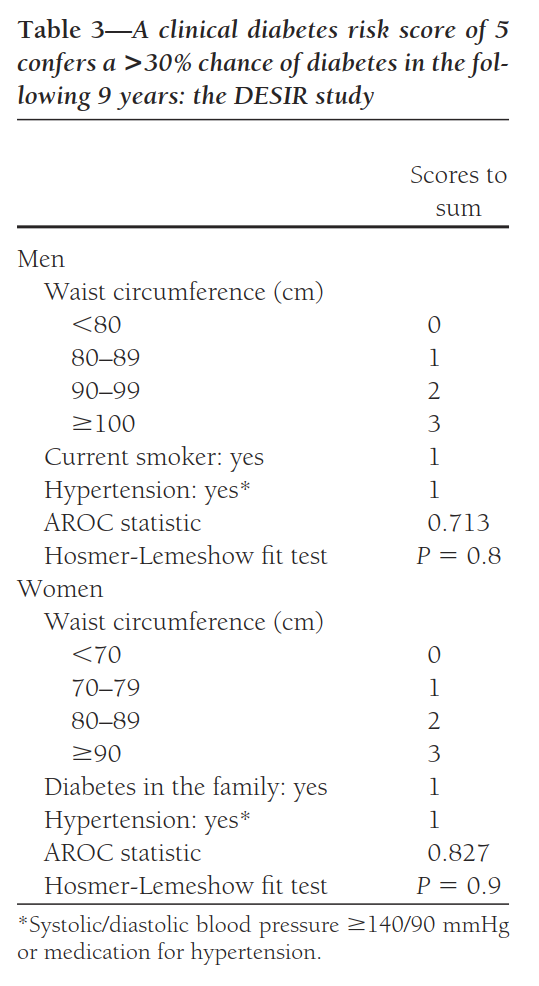 Table 3—A clinical diabetes risk score of 5
confers a >30% chance of diabetes in the fol-
lowing 9 years: the DESIR study
Scores to
sum
Men
Waist circumference (cm)
<80 0
80–89 1
90–99 2
≥100 3
Current smoker: yes 1
Hypertension: yes* 1
AROC statistic 0.713
Hosmer-Lemeshow fit test P = 0.8
Women
Waist circumference (cm)
<70 0
70–79 1
80–89 2
≥90 3
Diabetes in the family: yes 1
Hypertension: yes* 1
AROC statistic 0.827
Hosmer-Lemeshow fit test P = 0.9
*Systolic/diastolic blood pressure ≥140/90 mmHg
or medication for hypertension.